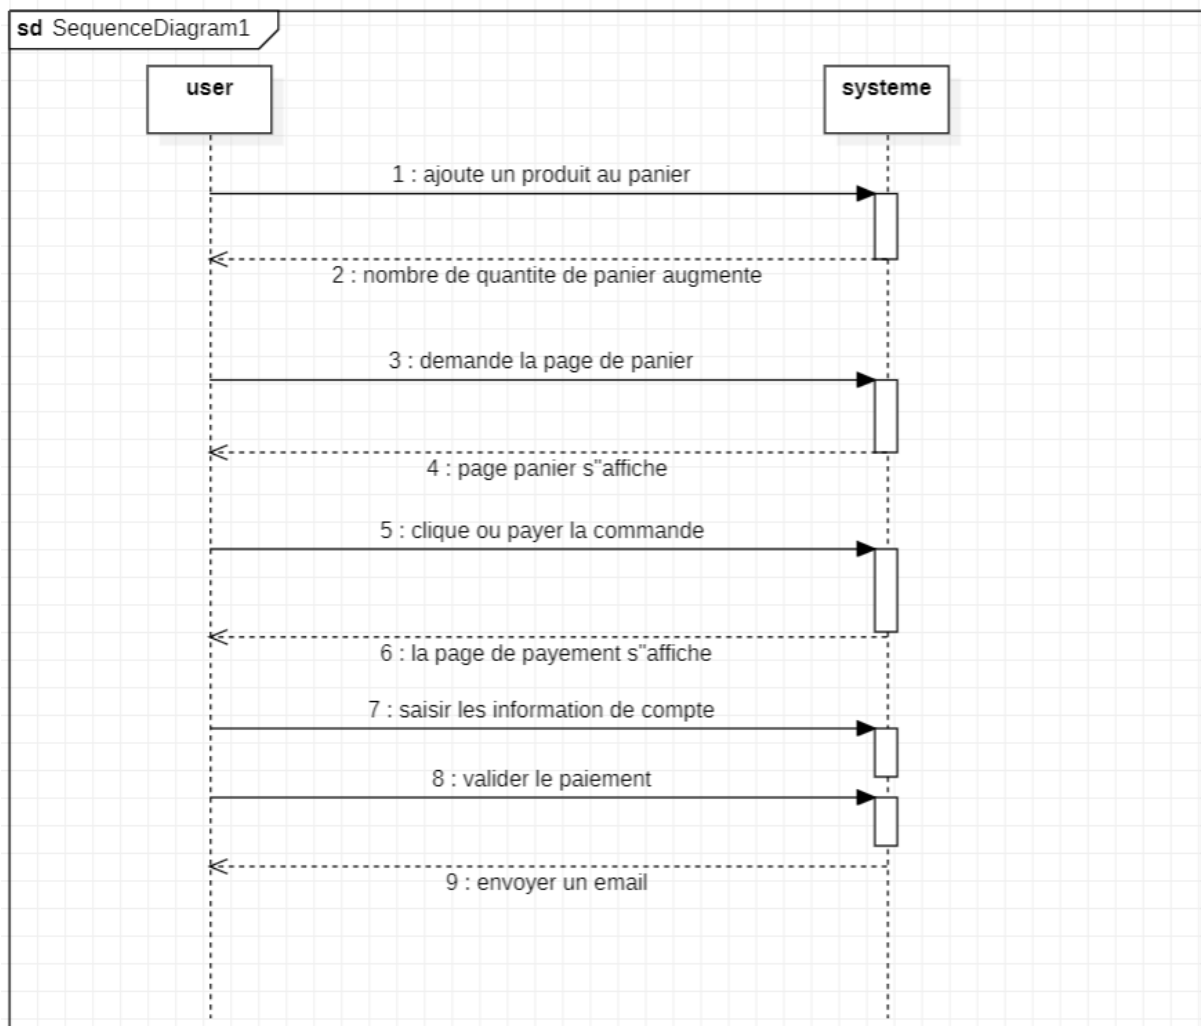 sd SequenceDiagram1
user
systeme
1 : ajoute un produit au panier
2 : nombre de quantite de panier augmente
3 : demande la page de panier
4 : page panier s"affiche
5 : clique ou payer la commande
6 : la page de payement s"affiche
7 : saisir les information de compte
8 : valider le paiement
9 : envoyer un email